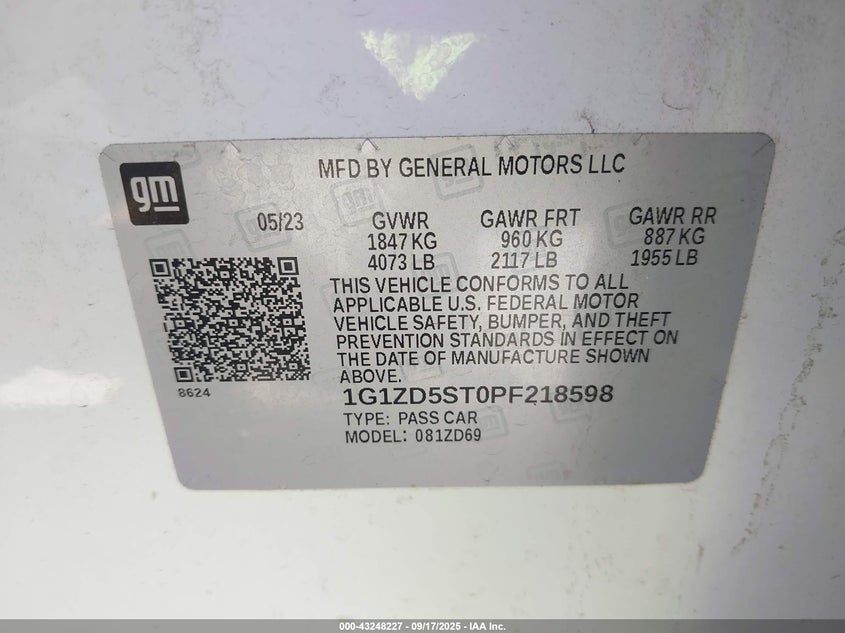 gm
MFD BY GENERAL MOTORS LLC
05/23
GVWR
1847 KG
4073 LB
GAWR FRT
960 KG
2117 LB
GAWR RR
887 KG
1955 LB
THIS VEHICLE CONFORMS TO ALL
APPLICABLE U.S. FEDERAL MOTOR
VEHICLE SAFETY, BUMPER, AND THEFT
PREVENTION STANDARDS IN EFFECT ON
THE DATE OF MANUFACTURE SHOWN
ABOVE.
8624
1G1ZD5ST0PF218598
TYPE: PASS CAR
MODEL: 081ZD69
000-43248227 - 09/17/2025 - IAA Inc.